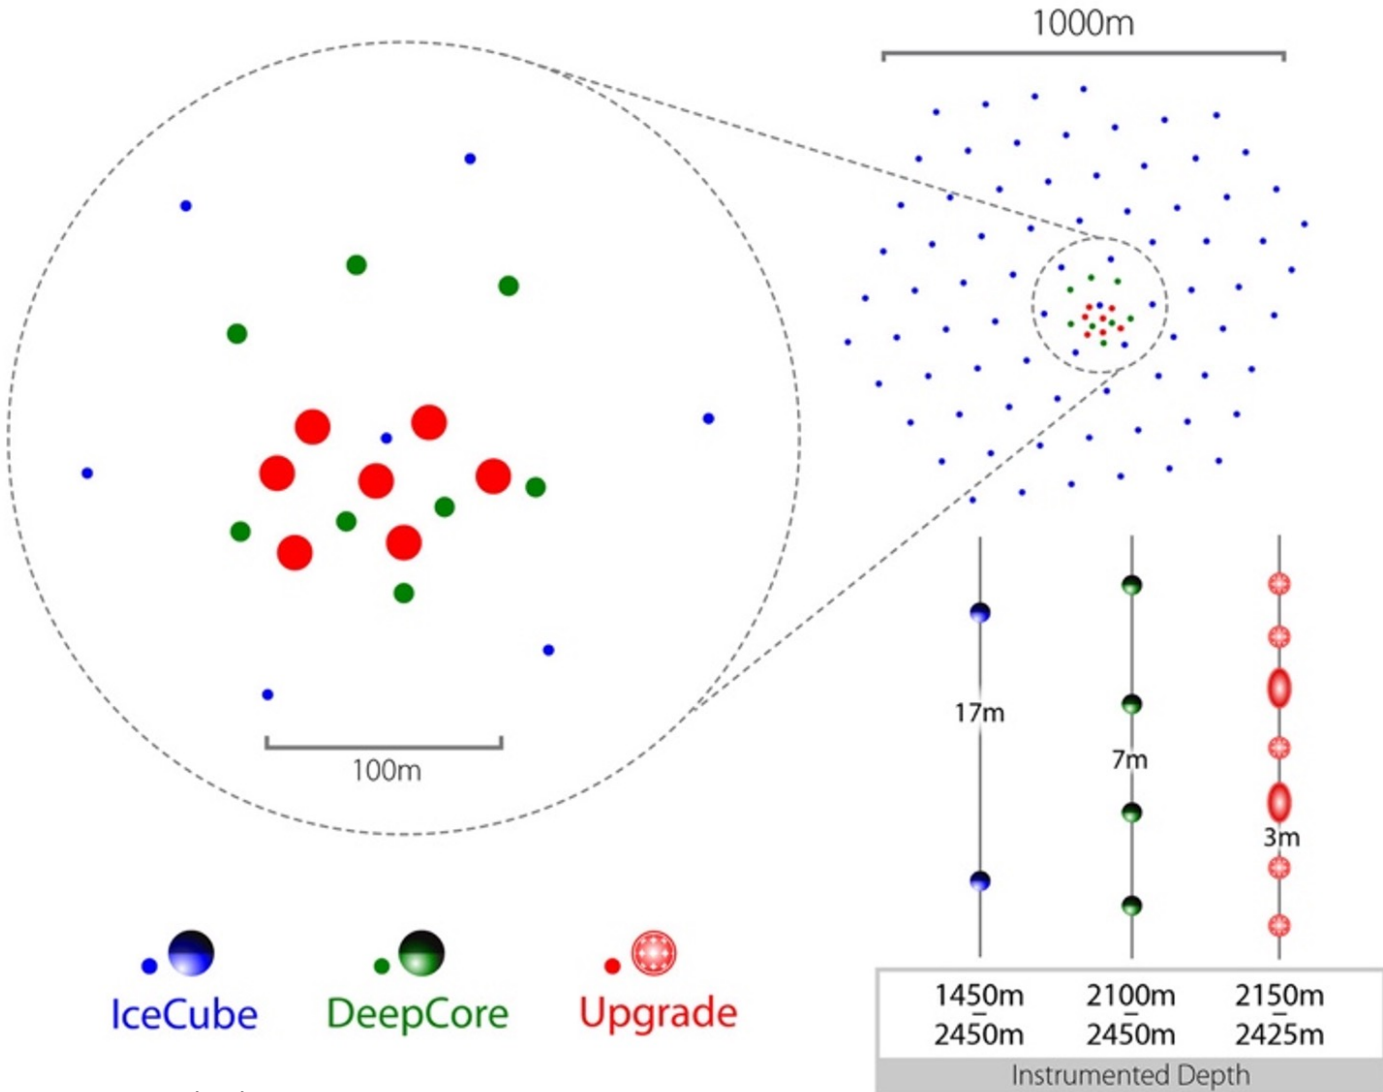 1000m
100m
17m
7m
3m
IceCube
DeepCore
Upgrade
1450m
–
2450m
2100m
–
2450m
2150m
–
2425m
Instrumented Depth